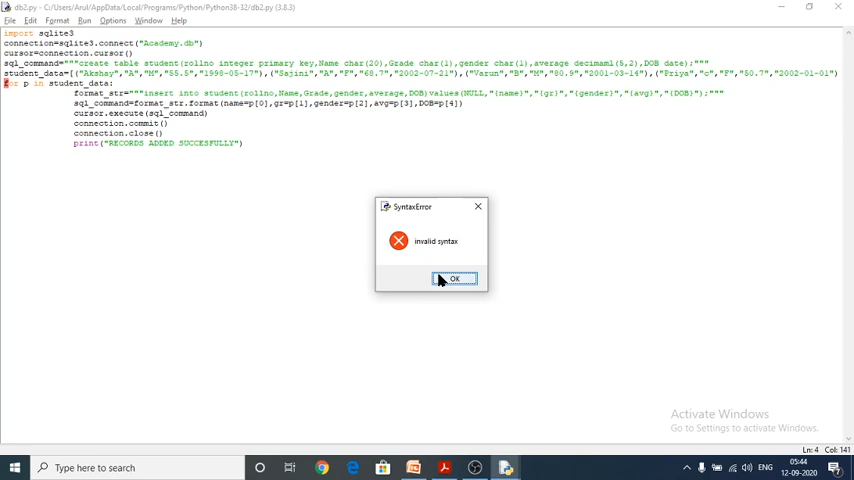 db2.py - C:/Users/Arul/AppData/Local/Programs/Python/Python38-32/db2.py (3.8.3)
File Edit Format Run Options Window Help
import sqlite3
connection=sqlite3.connect("Academy.db")
cursor=connection.cursor()
sql_command="""create table student(rollno integer primary key,Name char(20),Grade char(1),gender char(1),average decimaml(5,2),DOB date);"""
student_data=[("Akshay","A","M","55.5","1998-05-17"),("Sajini","A","F","68.7","2002-07-21"),("Varun","B","M","80.9","2001-03-14"),("Priya","c","F","50.7","2002-01-01")
for p in student_data:
format_str="""insert into student(rollno,Name,Grade,gender,average,DOB)values(NULL,"{name}","{gr}","{gender}","{avg}","{DOB}");"""
sql_command=format_str.format(name=p[0],gr=p[1],gender=p[2],avg=p[3],DOB=p[4])
cursor.execute(sql_command)
connection.commit()
connection.close()
print("RECORDS ADDED SUCCESFULLY")
SyntaxError
invalid syntax
OK
Activate Windows
Go to Settings to activate Windows.
Ln: 4 Col: 141
Type here to search
ENG
05:44
12-09-2020
7